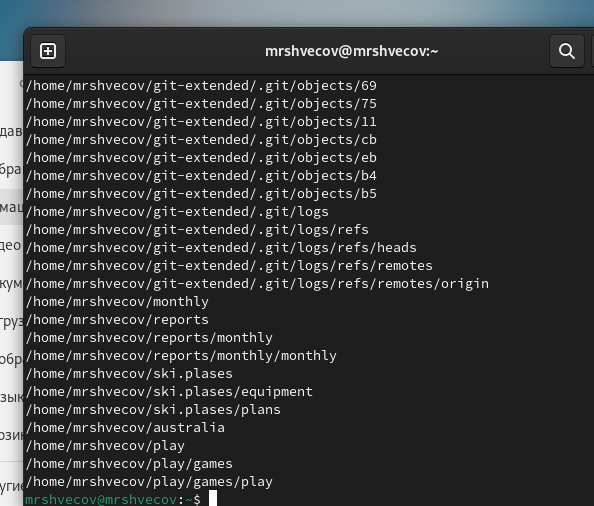 mrshvecov@mrshvecov:~
/home/mrshvecov/git-extended/.git/objects/69
/home/mrshvecov/git-extended/.git/objects/75
/home/mrshvecov/git-extended/.git/objects/11
/home/mrshvecov/git-extended/.git/objects/cb
/home/mrshvecov/git-extended/.git/objects/eb
/home/mrshvecov/git-extended/.git/objects/b4
/home/mrshvecov/git-extended/.git/objects/b5
/home/mrshvecov/git-extended/.git/logs
/home/mrshvecov/git-extended/.git/logs/refs
/home/mrshvecov/git-extended/.git/logs/refs/heads
/home/mrshvecov/git-extended/.git/logs/refs/remotes
/home/mrshvecov/git-extended/.git/logs/refs/remotes/origin
/home/mrshvecov/monthly
/home/mrshvecov/reports
/home/mrshvecov/reports/monthly
/home/mrshvecov/reports/monthly/monthly
/home/mrshvecov/ski.plases
/home/mrshvecov/ski.plases/equipment
/home/mrshvecov/ski.plases/plans
/home/mrshvecov/australia
/home/mrshvecov/play
/home/mrshvecov/play/games
/home/mrshvecov/play/games/play
mrshvecov@mrshvecov:~$